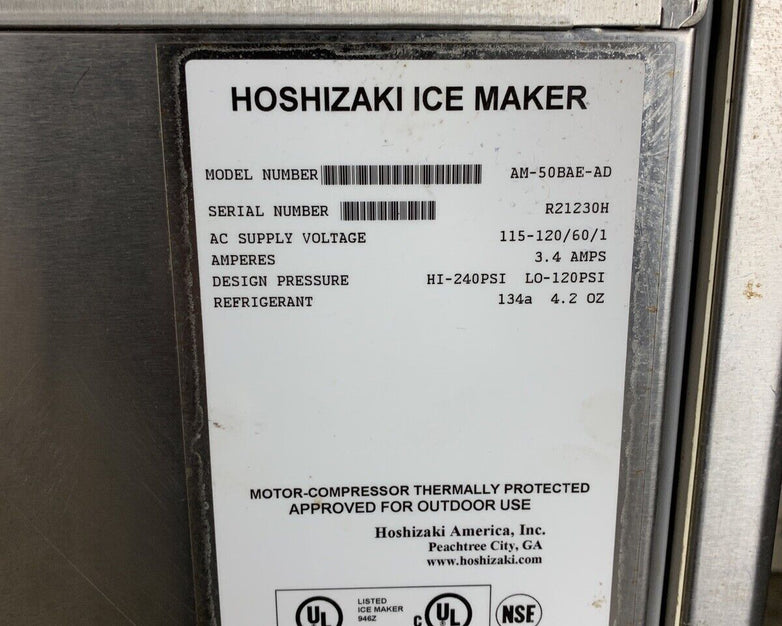 HOSHIZAKI ICE MAKER
MODEL NUMBER AM-50BAE-AD
SERIAL NUMBER R21230H
AC SUPPLY VOLTAGE 115-120/60/1
AMPERES 3.4 AMPS
DESIGN PRESSURE HI-240PSI LO-120PSI
REFRIGERANT 134a 4.2 OZ
MOTOR-COMPRESSOR THERMALLY PROTECTED
APPROVED FOR OUTDOOR USE
Hoshizaki America, Inc.
Peachtree City, GA
www.hoshizaki.com
UL LISTED ICE MAKER 946Z c UL NSF